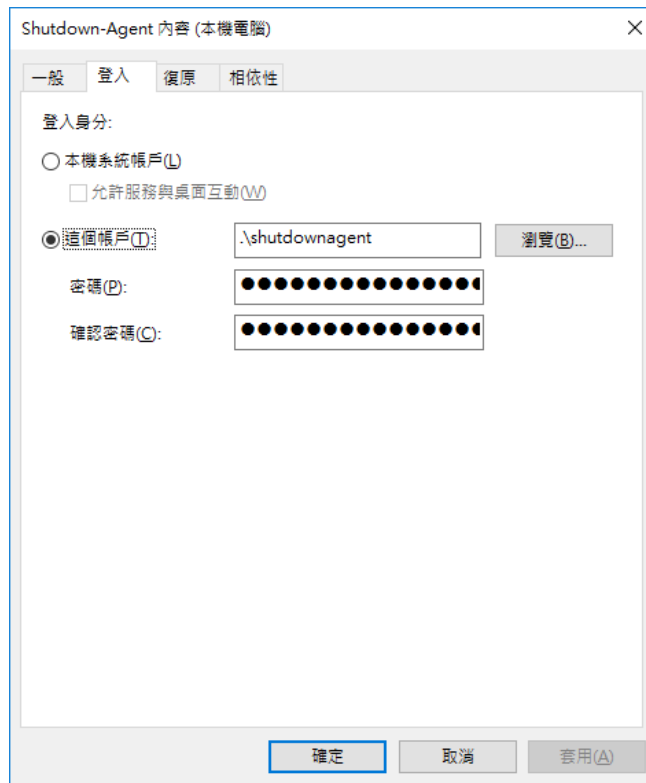 Shutdown-Agent 內容 (本機電腦)
一般 登入 復原 相依性
登入身分:
本機系統帳戶(L)
允許服務與桌面互動(W)
這個帳戶(T): .\shutdownagent 瀏覽(B)...
密碼(P): ●●●●●●●●●●●●●●●
確認密碼(C): ●●●●●●●●●●●●●●●
確定 取消 套用(A)